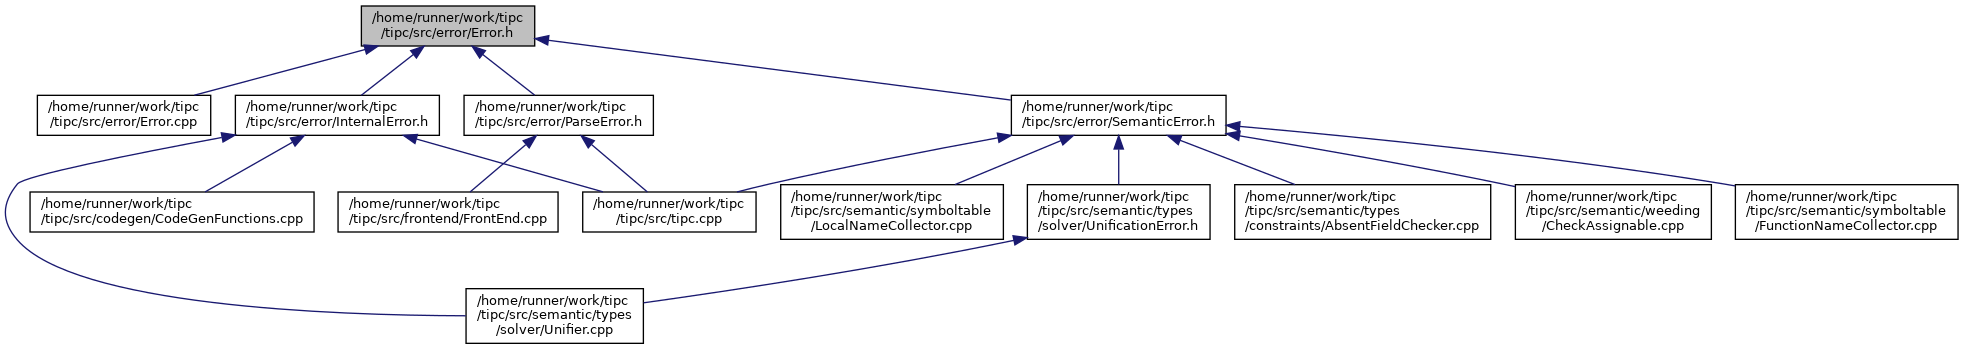 /home/runner/work/tipc
/tipc/src/error/Error.h
/home/runner/work/tipc
/tipc/src/error/Error.cpp
/home/runner/work/tipc
/tipc/src/error/InternalError.h
/home/runner/work/tipc
/tipc/src/error/ParseError.h
/home/runner/work/tipc
/tipc/src/error/SemanticError.h
/home/runner/work/tipc
/tipc/src/codegen/CodeGenFunctions.cpp
/home/runner/work/tipc
/tipc/src/frontend/FrontEnd.cpp
/home/runner/work/tipc
/tipc/src/tipc.cpp
/home/runner/work/tipc
/tipc/src/semantic/symboltable
/LocalNameCollector.cpp
/home/runner/work/tipc
/tipc/src/semantic/types
/solver/UnificationError.h
/home/runner/work/tipc
/tipc/src/semantic/types
/constraints/AbsentFieldChecker.cpp
/home/runner/work/tipc
/tipc/src/semantic/weeding
/CheckAssignable.cpp
/home/runner/work/tipc
/tipc/src/semantic/symboltable
/FunctionNameCollector.cpp
/home/runner/work/tipc
/tipc/src/semantic/types
/solver/Unifier.cpp